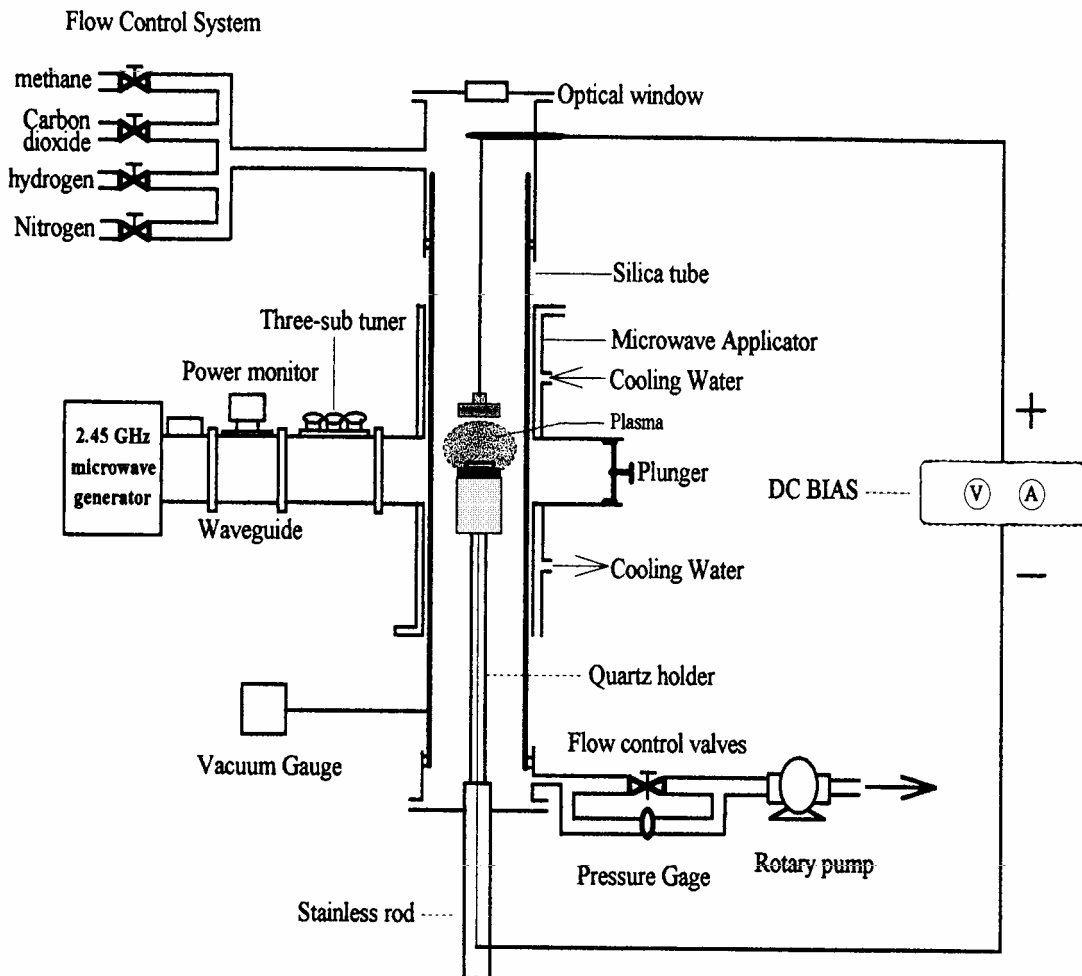 Flow Control System
methane
Carbon
dioxide
hydrogen
Nitrogen
Optical window
Silica tube
Three-sub tuner
Microwave Applicator
Power monitor
Cooling Water
Plasma
2.45 GHz
microwave
generator
+
Plunger
DC BIAS
V
A
Waveguide
Cooling Water
−
Quartz holder
Vacuum Gauge
Flow control valves
Pressure Gage
Rotary pump
Stainless rod